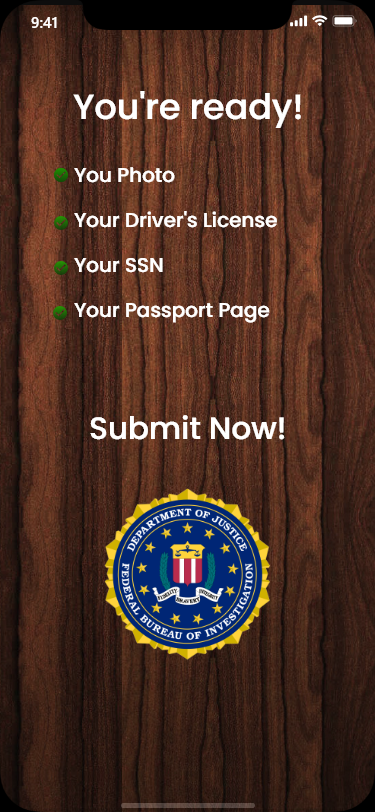 9:41
You're ready!
You Photo
Your Driver's License
Your SSN
Your Passport Page
Submit Now!
DEPARTMENT OF JUSTICE
FIDELITY BRAVERY INTEGRITY
FEDERAL BUREAU OF INVESTIGATION